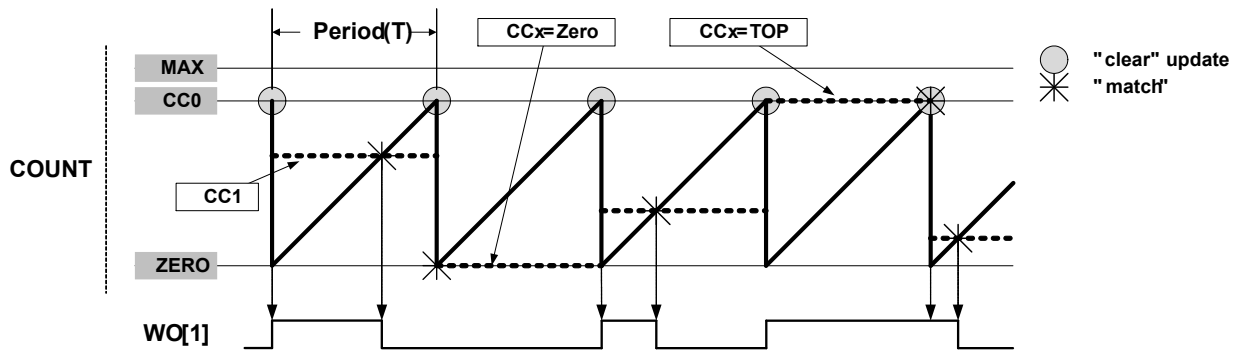 Period(T)
CCx=Zero
CCx=TOP
"clear" update
"match"
MAX
CC0
COUNT
CC1
ZERO
WO[1]